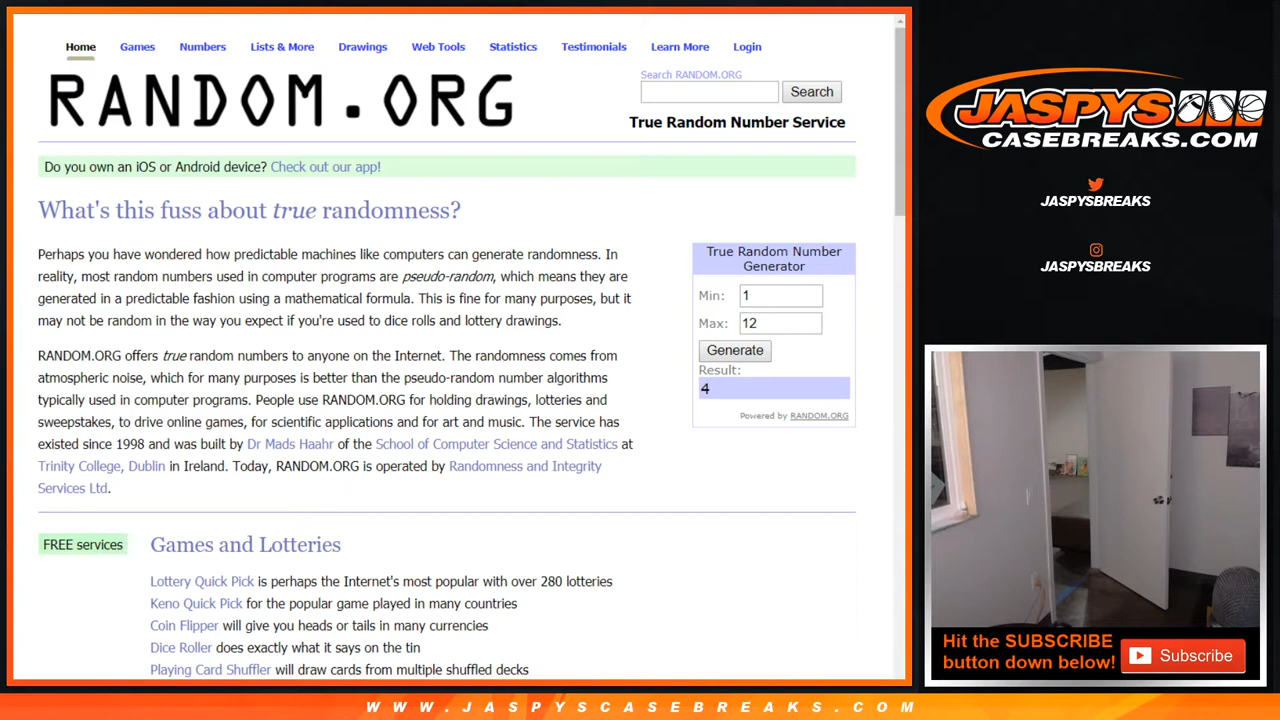 Home Games Numbers Lists & More Drawings Web Tools Statistics Testimonials Learn More Login
RANDOM.ORG
Search RANDOM.ORG
Search
True Random Number Service
Do you own an iOS or Android device? Check out our app!
What's this fuss about true randomness?
Perhaps you have wondered how predictable machines like computers can generate randomness. In
reality, most random numbers used in computer programs are pseudo-random, which means they are
generated in a predictable fashion using a mathematical formula. This is fine for many purposes, but it
may not be random in the way you expect if you're used to dice rolls and lottery drawings.
RANDOM.ORG offers true random numbers to anyone on the Internet. The randomness comes from
atmospheric noise, which for many purposes is better than the pseudo-random number algorithms
typically used in computer programs. People use RANDOM.ORG for holding drawings, lotteries and
sweepstakes, to drive online games, for scientific applications and for art and music. The service has
existed since 1998 and was built by Dr Mads Haahr of the School of Computer Science and Statistics at
Trinity College, Dublin in Ireland. Today, RANDOM.ORG is operated by Randomness and Integrity
Services Ltd.
True Random Number
Generator
Min: 1
Max: 12
Generate
Result:
4
Powered by RANDOM.ORG
FREE services
Games and Lotteries
Lottery Quick Pick is perhaps the Internet's most popular with over 280 lotteries
Keno Quick Pick for the popular game played in many countries
Coin Flipper will give you heads or tails in many currencies
Dice Roller does exactly what it says on the tin
Playing Card Shuffler will draw cards from multiple shuffled decks
JASPYS
CASEBREAKS.COM
JASPYSBREAKS
JASPYSBREAKS
Hit the SUBSCRIBE
button down below!
Subscribe
WWW.JASPYSCASEBREAKS.COM